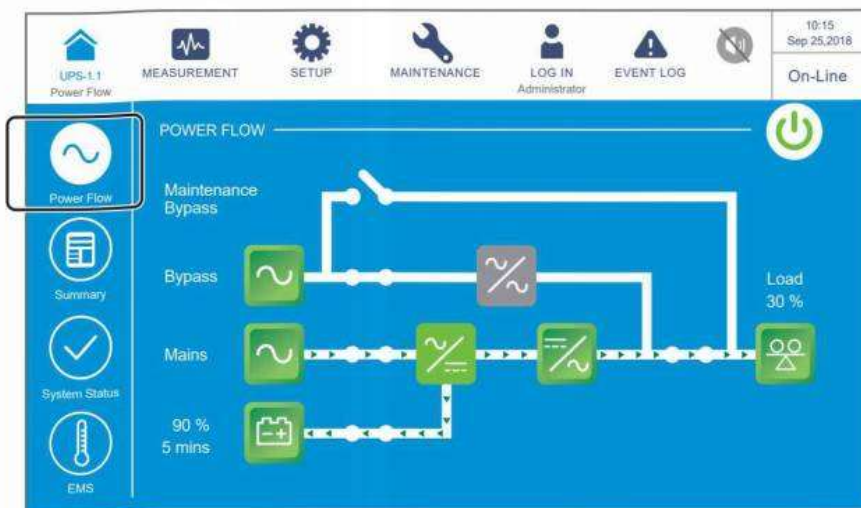 UPS-1.1
Power Flow
MEASUREMENT
SETUP
MAINTENANCE
LOG IN
Administrator
EVENT LOG
10:15
Sep 25,2018
On-Line
Power Flow
Summary
System Status
EMS
POWER FLOW
Maintenance
Bypass
Bypass
Load
30 %
Mains
90 %
5 mins